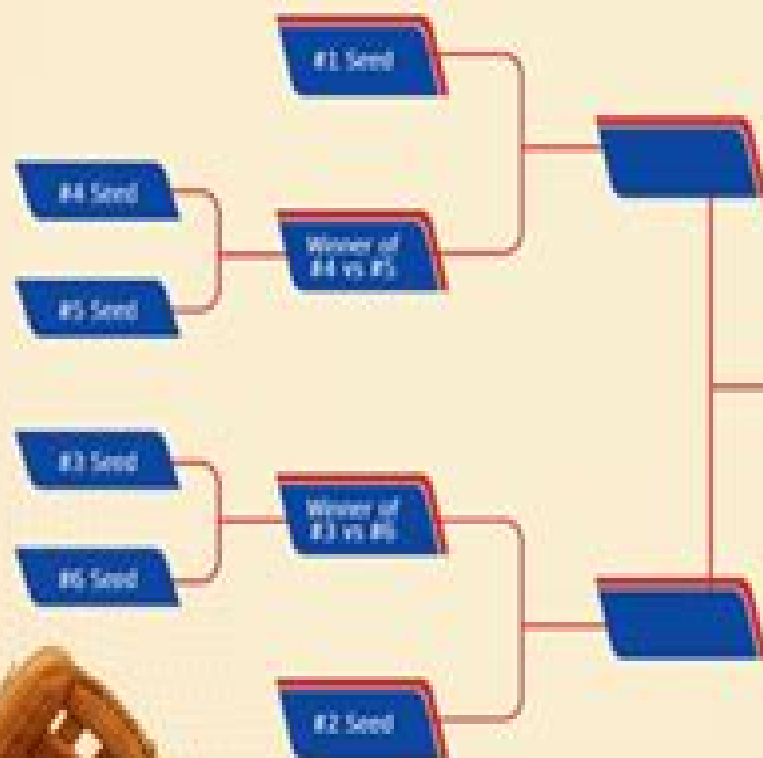 #1 Seed
#4 Seed
Winner of
#4 vs #5
#5 Seed
#3 Seed
Winner of
#3 vs #6
#6 Seed
#2 Seed